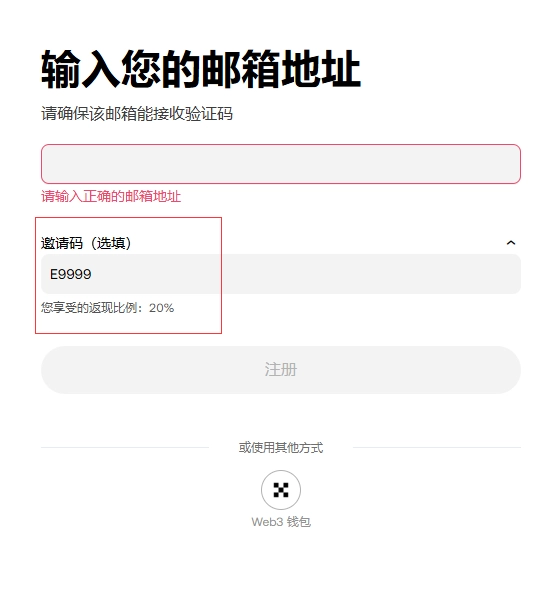 输入您的邮箱地址
请确保该邮箱能接收验证码
请输入正确的邮箱地址
邀请码（选填）
E9999
您享受的返现比例：20%
注册
或使用其他方式
Web3 钱包